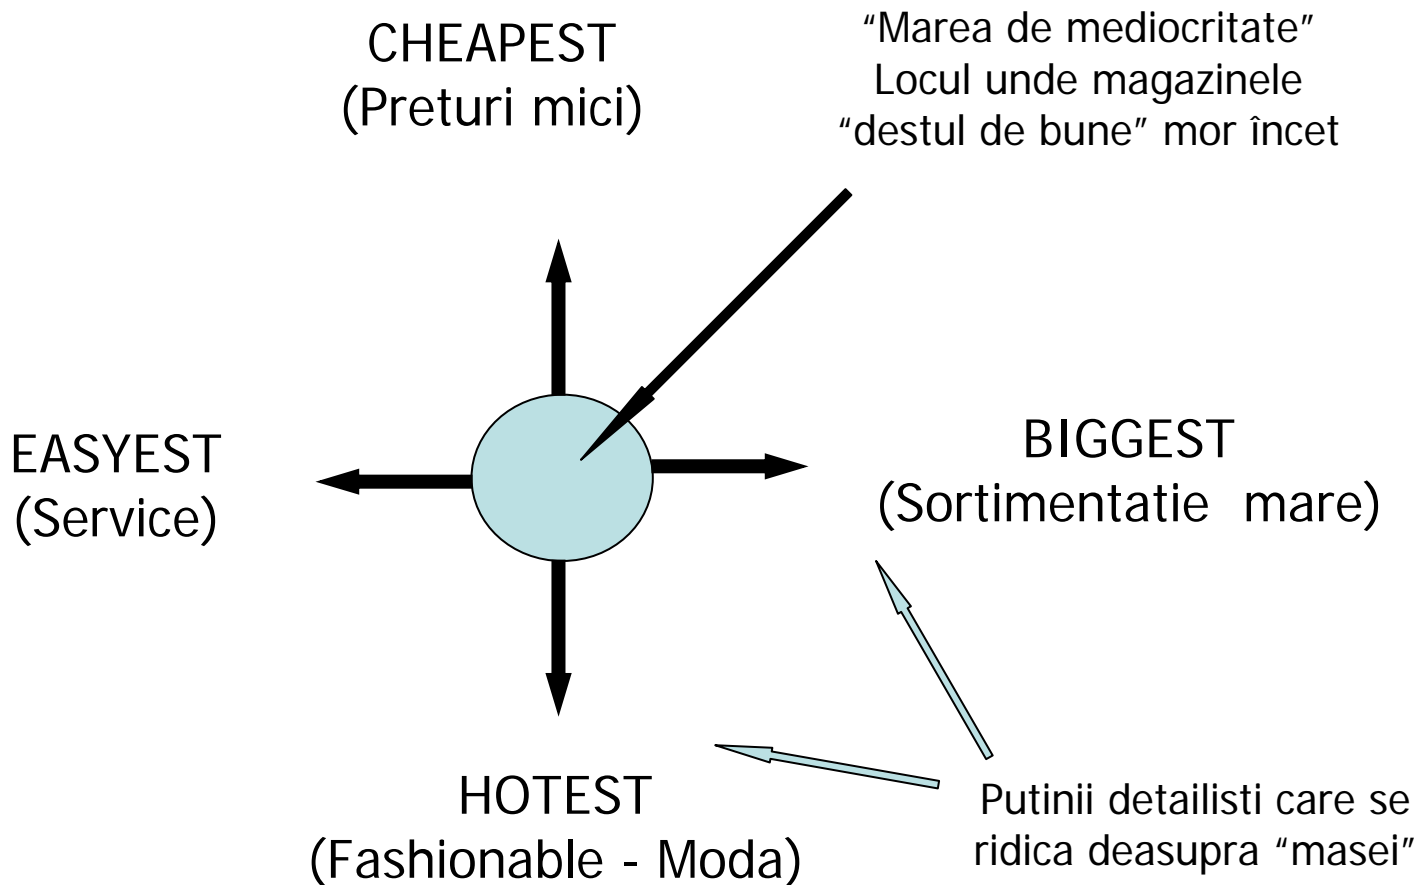 CHEAPEST
(Preturi mici)
“Marea de mediocritate”
Locul unde magazinele
“destul de bune” mor încet
EASYEST
(Service)
BIGGEST
(Sortimentatie mare)
HOTEST
(Fashionable - Moda)
Putinii detailisti care se
ridica deasupra “masei”